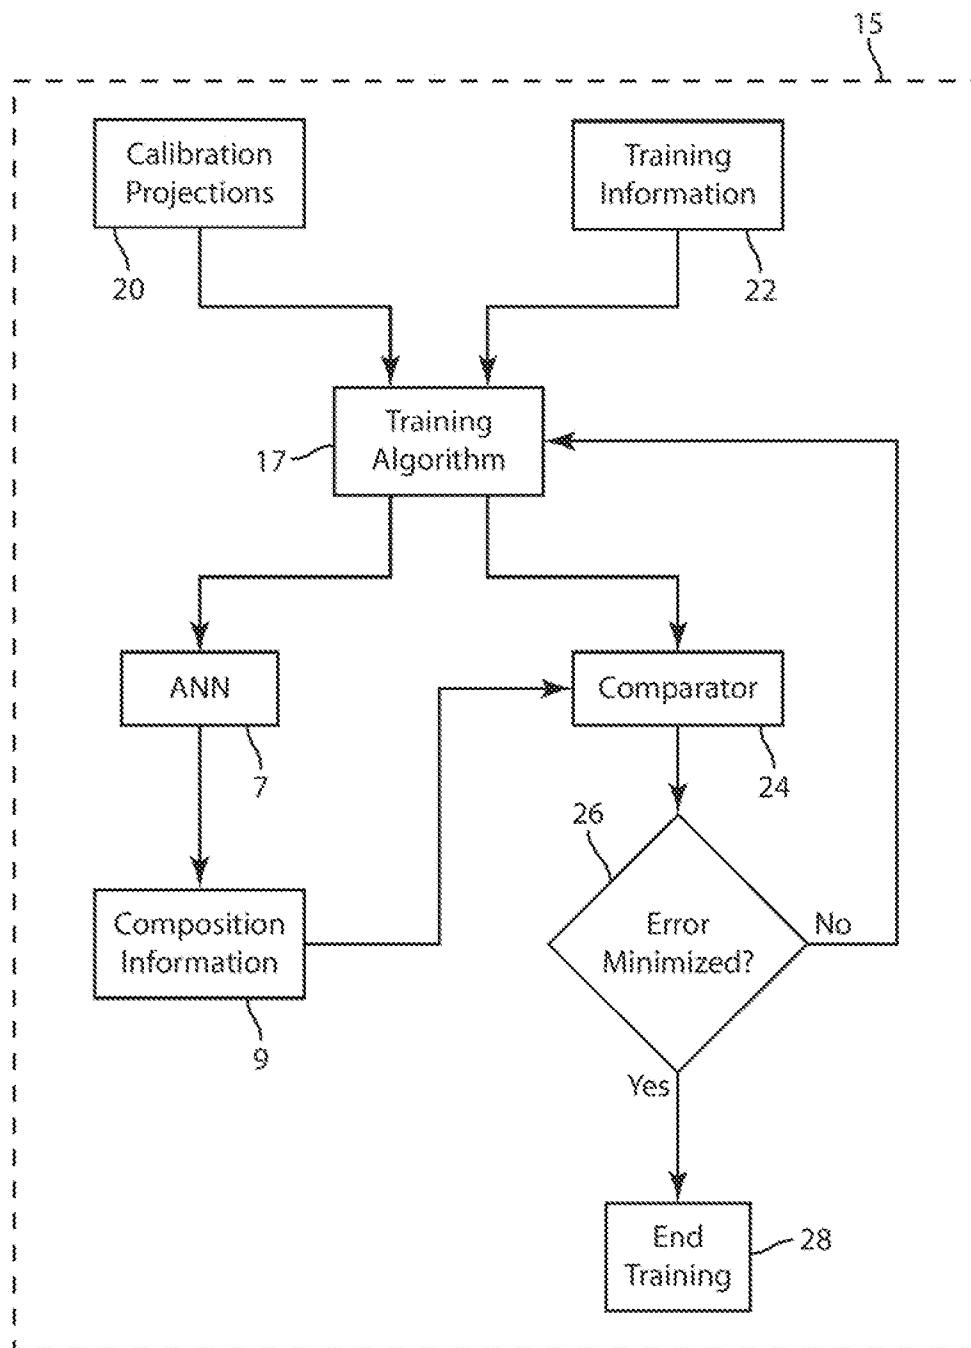 15
Calibration
Projections
20
Training
Information
22
Training
Algorithm
17
ANN
7
Comparator
24
Composition
Information
9
26
Error
Minimized?
No
Yes
End
Training
28